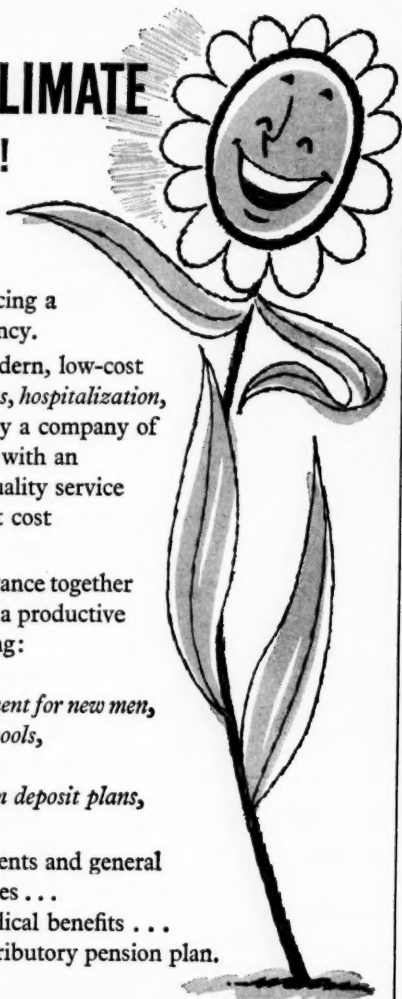 LIMATE
!
cing a
ncy.
dern, low-cost
s, hospitalization,
y a company of
with an
uality service
t cost
ance together
a productive
ng:
ent for new men,
ools,
n deposit plans,
ents and general
es ...
dical benefits ...
ributory pension plan.